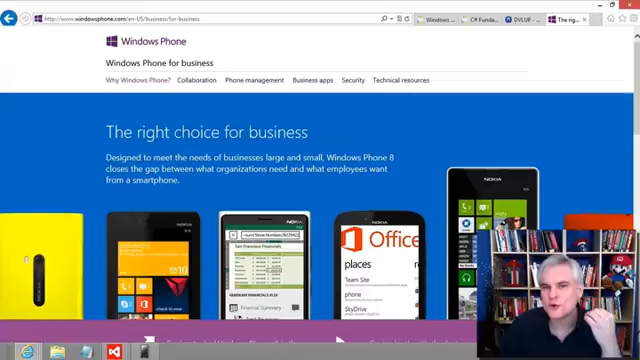 http://www.windowsphone.com/en-US/business/for-business
Windows ...
C# Funda...
DVLUP - ...
The rig...
Windows Phone
Windows Phone for business
Why Windows Phone? Collaboration Phone management Business apps Security Technical resources
The right choice for business
Designed to meet the needs of businesses large and small, Windows Phone 8
closes the gap between what organizations need and what employees want
from a smartphone.
NOKIA
NOKIA
NOKIA
NOKIA
San Francisco Financials
Financial Summary
Office
places
Team Site
phone
SkyDrive